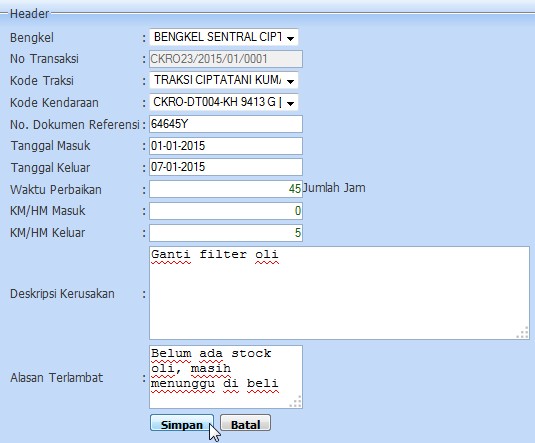 Header
Bengkel : BENGKEL SENTRAL CIPT
No Transaksi : CKRO23/2015/01/0001
Kode Traksi : TRAKSI CIPTATANI KUM
Kode Kendaraan : CKRO-DT004-KH 9413 G [
No. Dokumen Referensi : 64645Y
Tanggal Masuk : 01-01-2015
Tanggal Keluar : 07-01-2015
Waktu Perbaikan : 45 Jumlah Jam
KM/HM Masuk : 0
KM/HM Keluar : 5
Deskripsi Kerusakan : Ganti filter oli
Alasan Terlambat : Belum ada stock
oli, masih
menunggu di beli
Simpan Batal